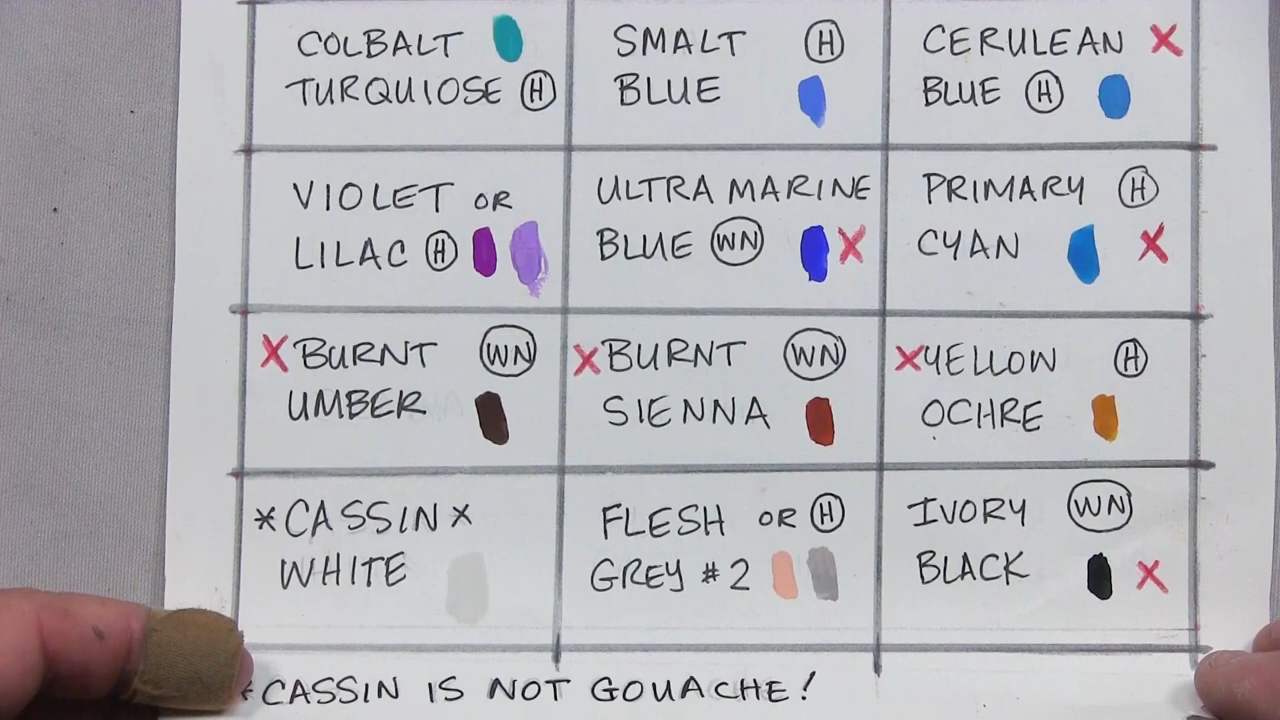 COLBALT
TURQUIOSE H
SMALT H
BLUE
CERULEAN X
BLUE H
VIOLET OR
LILAC H
ULTRA MARINE
BLUE WN X
PRIMARY H
CYAN X
X BURNT WN
UMBER
X BURNT WN
SIENNA
X YELLOW H
OCHRE
*CASSIN*
WHITE
FLESH OR H
GREY #2
IVORY WN
BLACK X
*CASSIN IS NOT GOUACHE!